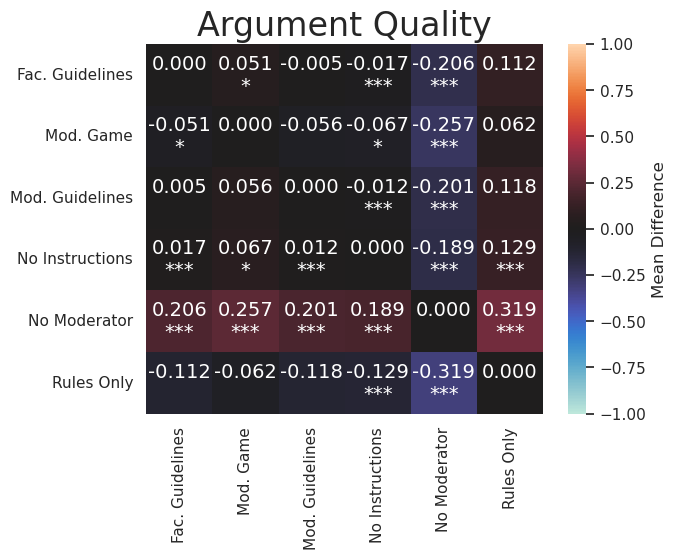 Argument Quality
Fac. Guidelines 0.000 0.051 -0.005 -0.017 -0.206 0.112
* *** ***
Mod. Game -0.051 0.000 -0.056 -0.067 -0.257 0.062
* * ***
Mod. Guidelines 0.005 0.056 0.000 -0.012 -0.201 0.118
*** ***
No Instructions 0.017 0.067 0.012 0.000 -0.189 0.129
*** * *** *** ***
No Moderator 0.206 0.257 0.201 0.189 0.000 0.319
*** *** *** *** ***
Rules Only -0.112 -0.062 -0.118 -0.129 -0.319 0.000
*** ***
Fac. Guidelines
Mod. Game
Mod. Guidelines
No Instructions
No Moderator
Rules Only
1.00
0.75
0.50
0.25
0.00
−0.25
−0.50
−0.75
−1.00
Mean Difference